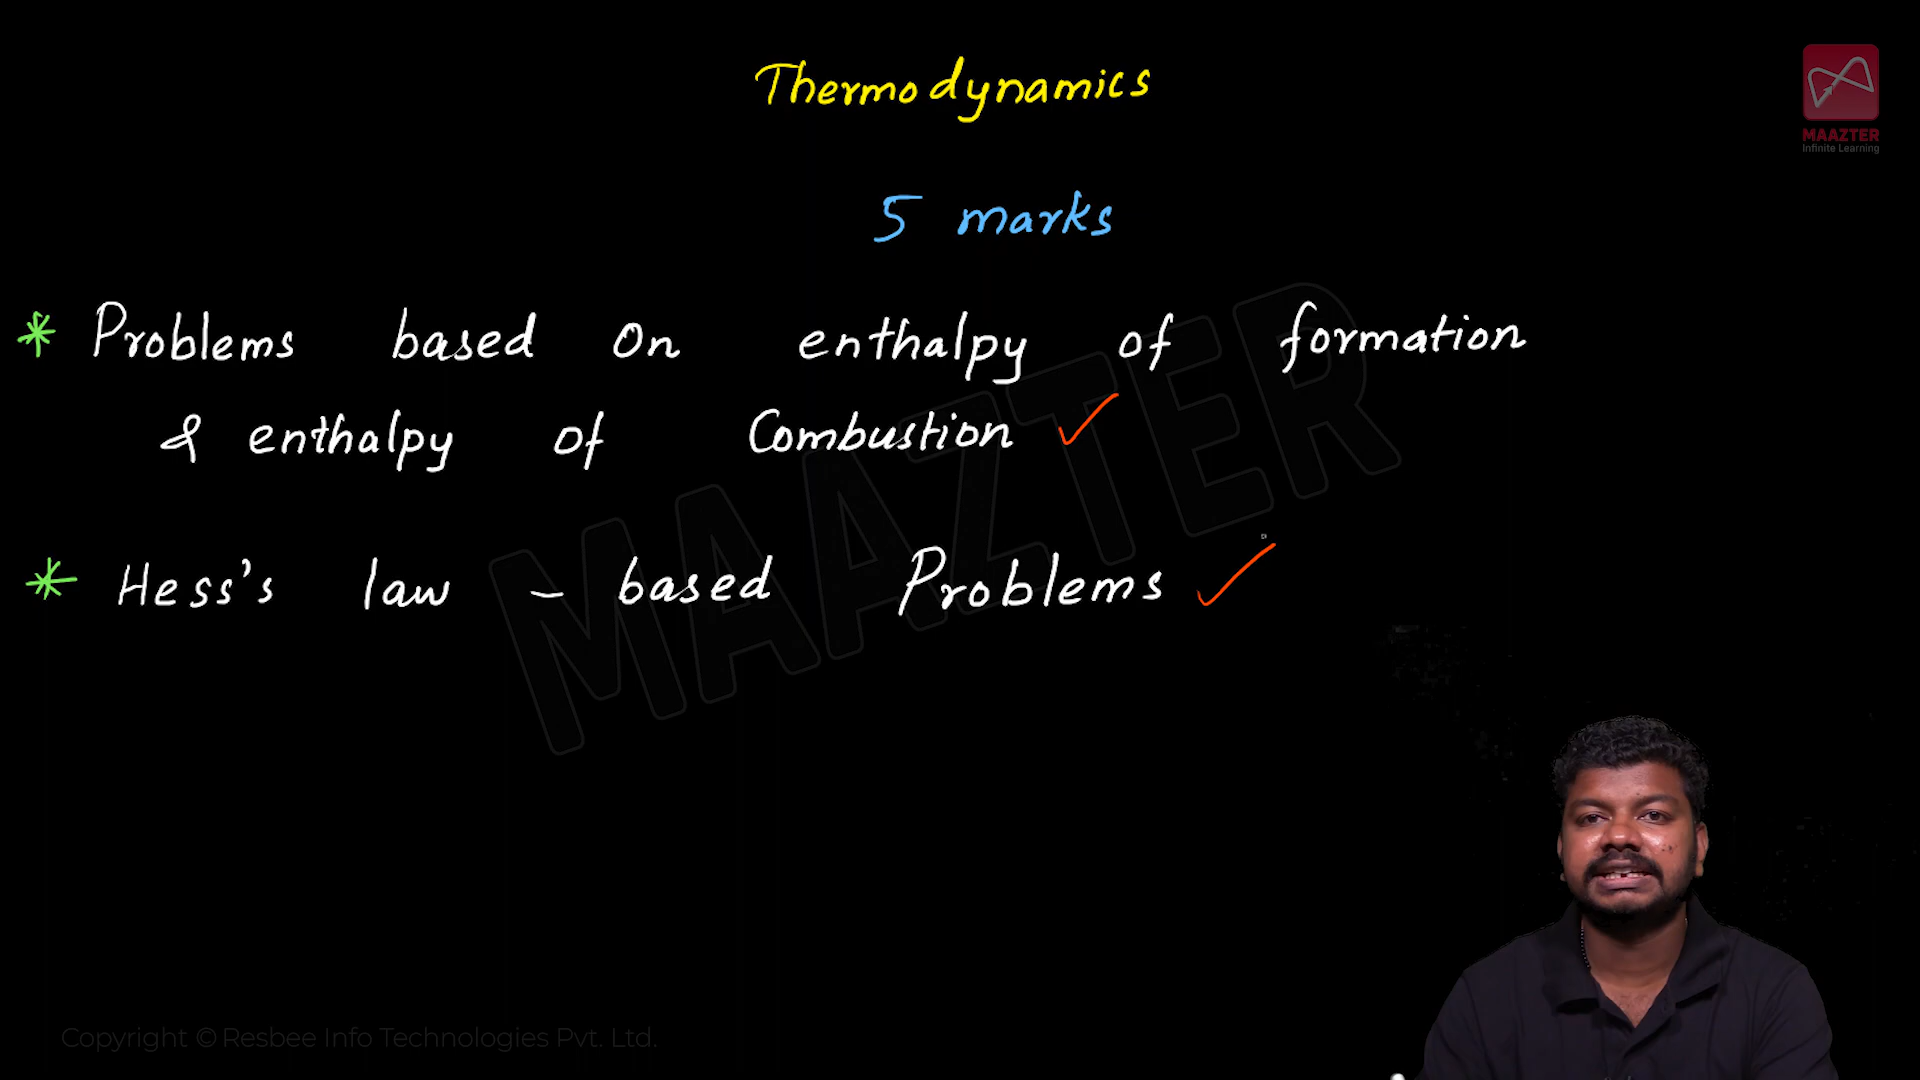 Thermodynamics
MAAZTER
Infinite Learning
5 marks
* Problems based on enthalpy of formation
& enthalpy of Combustion ✓
* Hess's law - based Problems ✓
MAAZTER
Copyright © Resbee Info Technologies Pvt. Ltd.